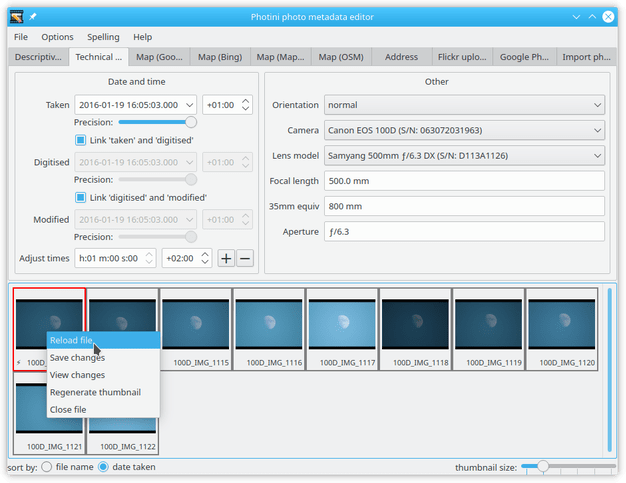 Photini photo metadata editor
File Options Spelling Help
Descriptiv... Technical ... Map (Goo... Map (Bing) Map (Map... Map (OSM) Address Flickr uplo... Google Ph... Import ph...
Date and time
Taken 2016-01-19 16:05:03.000 +01:00
Precision:
Link 'taken' and 'digitised'
Digitised 2016-01-19 16:05:03.000 +01:00
Precision:
Link 'digitised' and 'modified'
Modified 2016-01-19 16:05:03.000 +01:00
Precision:
Adjust times h:01 m:00 s:00 +02:00
Other
Orientation normal
Camera Canon EOS 100D (S/N: 063072031963)
Lens model Samyang 500mm ƒ/6.3 DX (S/N: D113A1126)
Focal length 500.0 mm
35mm equiv 800 mm
Aperture ƒ/6.3
100D_ 100D_IMG_1115 100D_IMG_1116 100D_IMG_1117 100D_IMG_1118 100D_IMG_1119 100D_IMG_1120
Reload file
Save changes
View changes
Regenerate thumbnail
Close file
100D_IMG_1121 100D_IMG_1122
sort by: file name date taken thumbnail size: